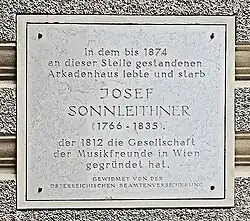 In dem bis 1874
an dieser Stelle gestandenen
Arkadenhaus lebte und starb
JOSEF
SONNLEITHNER
(1766 - 1835),
der 1812 die Gesellschaft
der Musikfreunde in Wien
gegründet hat.
GEWIDMET VON DER
ÖSTERREICHISCHEN BEAMTENVERSICHERUNG